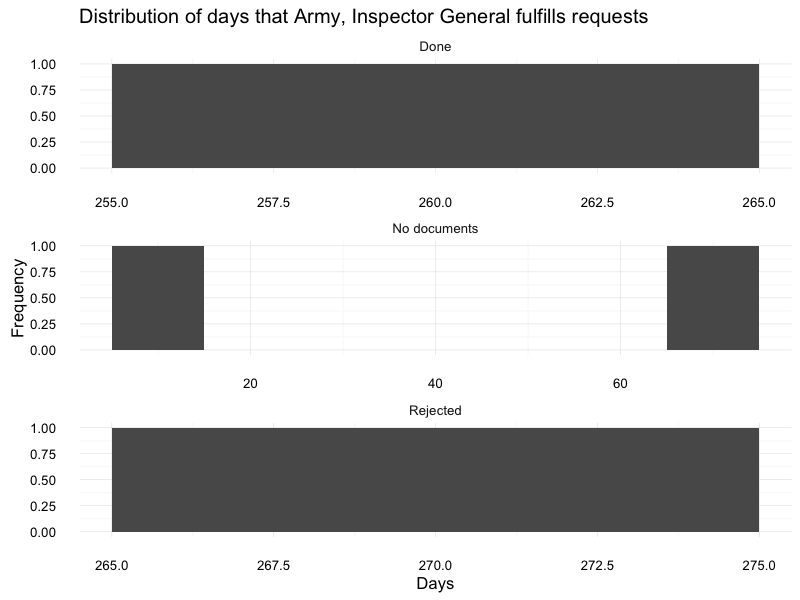 Distribution of days that Army, Inspector General fulfills requests
Done
1.00
0.75
0.50
0.25
0.00
255.0 257.5 260.0 262.5 265.0
No documents
1.00
0.75
0.50
0.25
0.00
Frequency
20 40 60
Rejected
1.00
0.75
0.50
0.25
0.00
265.0 267.5 270.0 272.5 275.0
Days